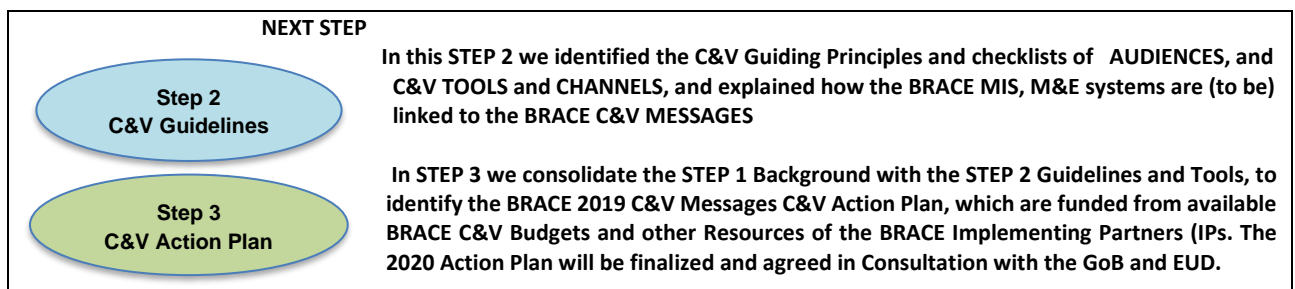 NEXT STEP
In this STEP 2 we identified the C&V Guiding Principles and checklists of AUDIENCES, and
C&V TOOLS and CHANNELS, and explained how the BRACE MIS, M&E systems are (to be)
linked to the BRACE C&V MESSAGES
Step 2
C&V Guidelines
In STEP 3 we consolidate the STEP 1 Background with the STEP 2 Guidelines and Tools, to
identify the BRACE 2019 C&V Messages C&V Action Plan, which are funded from available
BRACE C&V Budgets and other Resources of the BRACE Implementing Partners (IPs. The
2020 Action Plan will be finalized and agreed in Consultation with the GoB and EUD.
Step 3
C&V Action Plan